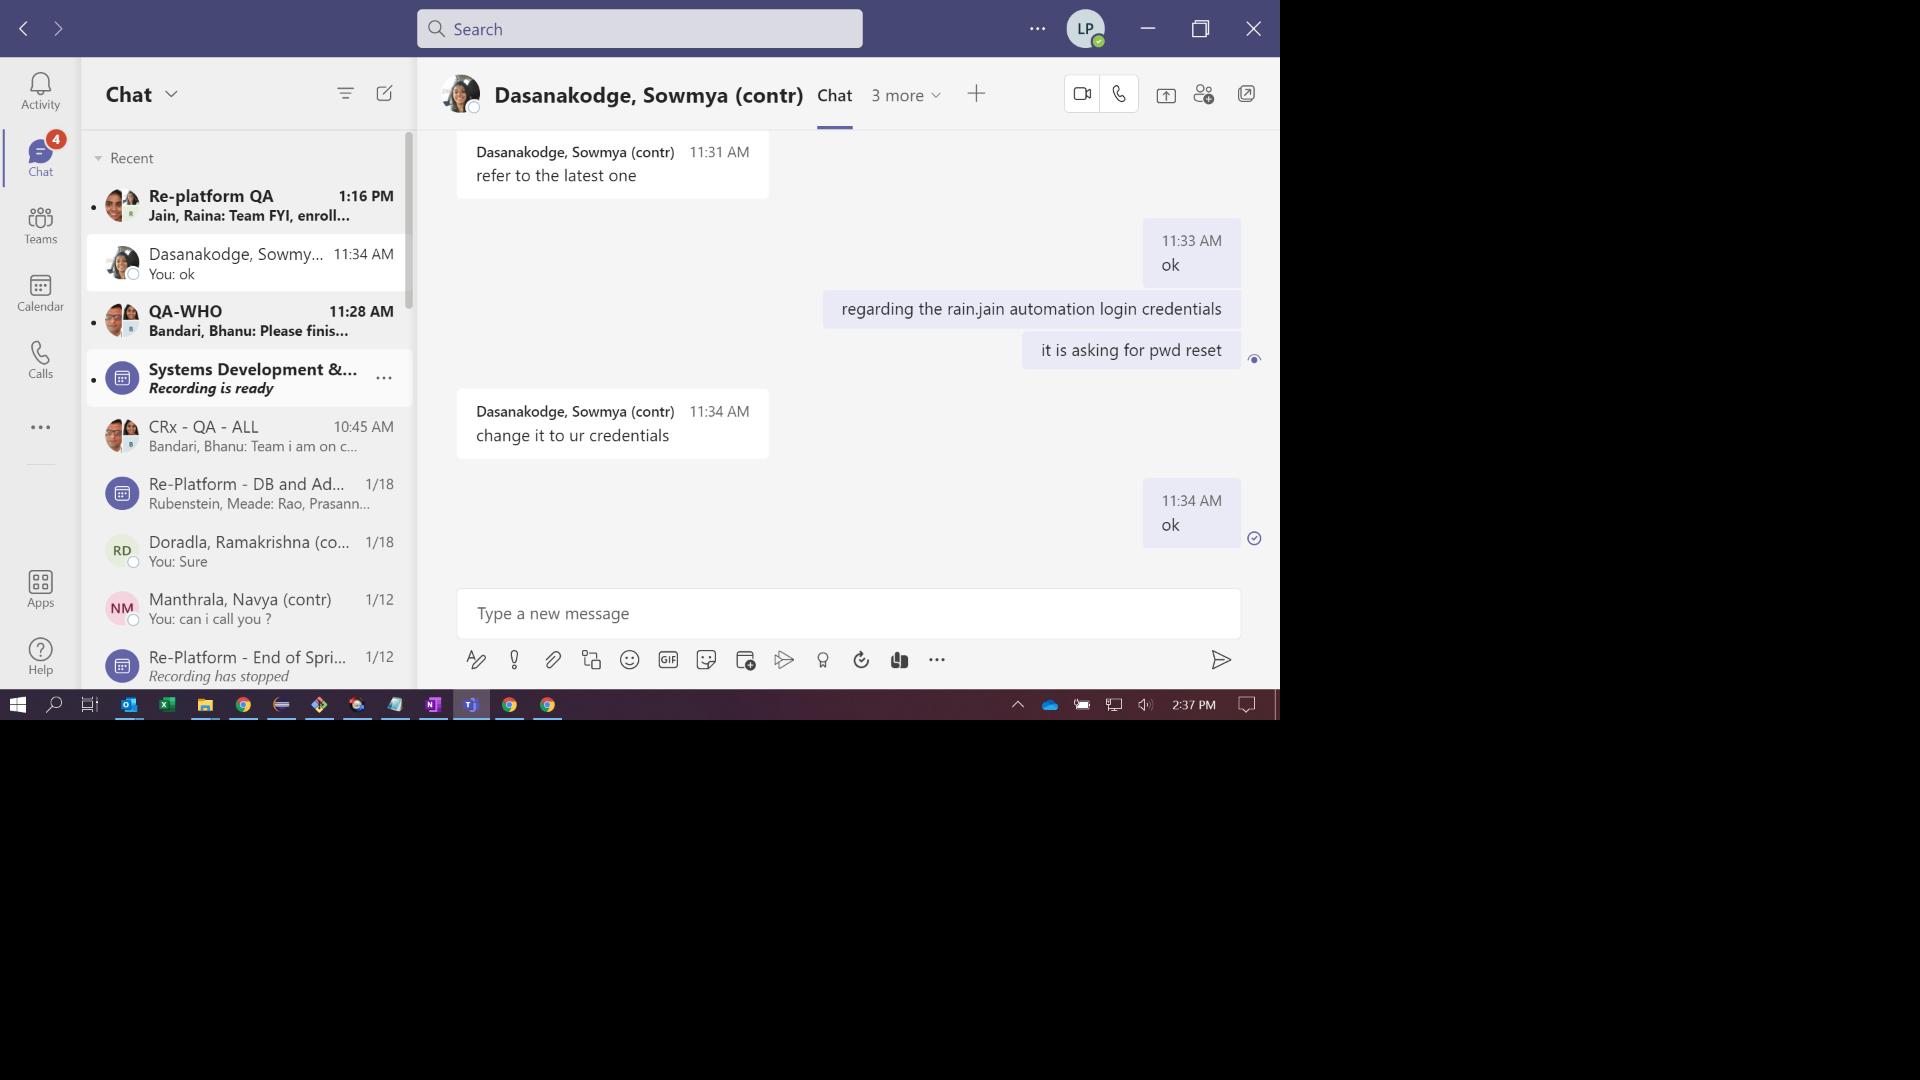 Search
LP
Activity
4
Chat
Teams
Calendar
Calls
Apps
Help
Chat
Recent
Re-platform QA 1:16 PM
Jain, Raina: Team FYI, enroll...
Dasanakodge, Sowmy... 11:34 AM
You: ok
QA-WHO 11:28 AM
Bandari, Bhanu: Please finis...
Systems Development &...
Recording is ready
CRx - QA - ALL 10:45 AM
Bandari, Bhanu: Team i am on c...
Re-Platform - DB and Ad... 1/18
Rubenstein, Meade: Rao, Prasann...
RD
Doradla, Ramakrishna (co... 1/18
You: Sure
NM
Manthrala, Navya (contr) 1/12
You: can i call you ?
Re-Platform - End of Spri... 1/12
Recording has stopped
Dasanakodge, Sowmya (contr) Chat 3 more
Dasanakodge, Sowmya (contr) 11:31 AM
refer to the latest one
11:33 AM
ok
regarding the rain.jain automation login credentials
it is asking for pwd reset
Dasanakodge, Sowmya (contr) 11:34 AM
change it to ur credentials
11:34 AM
ok
Type a new message
GIF
2:37 PM